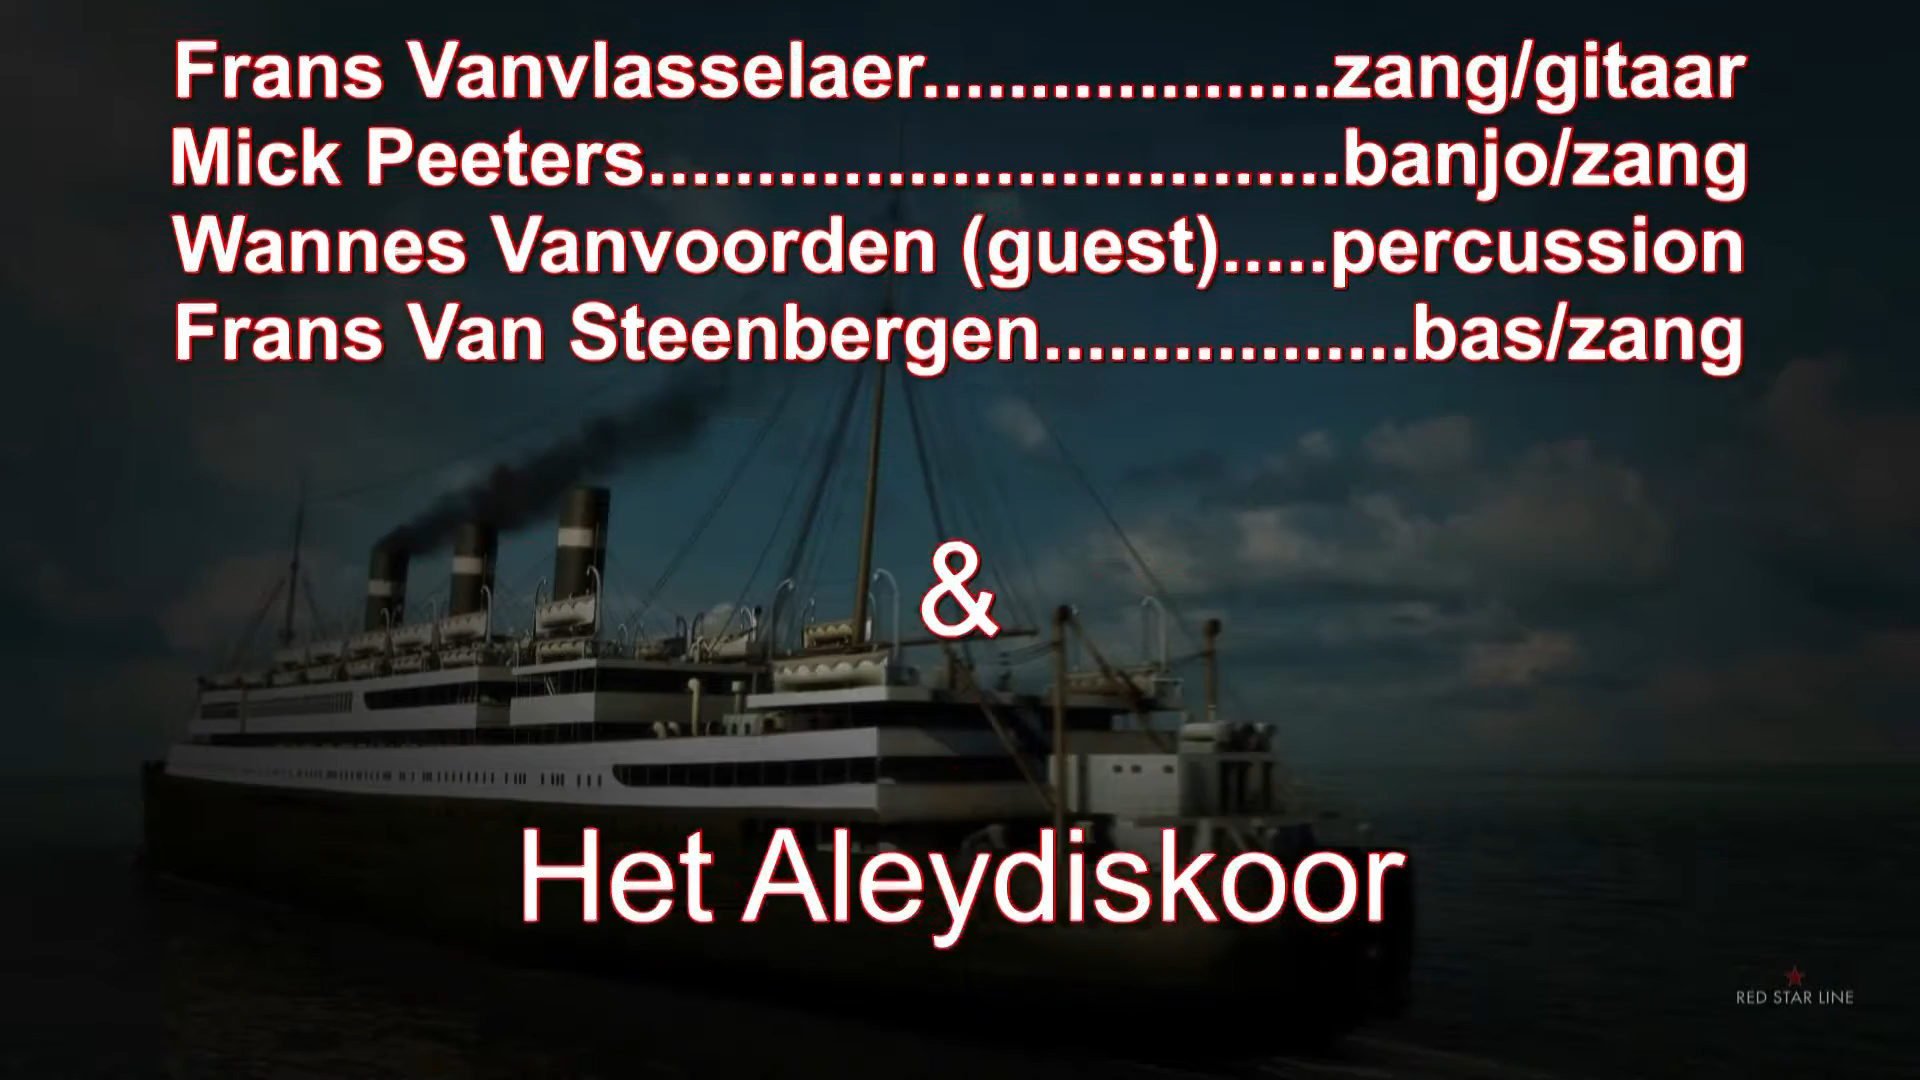 Frans Vanvlasselaer...................zang/gitaar
Mick Peeters................................banjo/zang
Wannes Vanvoorden (guest).....percussion
Frans Van Steenbergen.................bas/zang
&
Het Aleydiskoor
RED STAR LINE